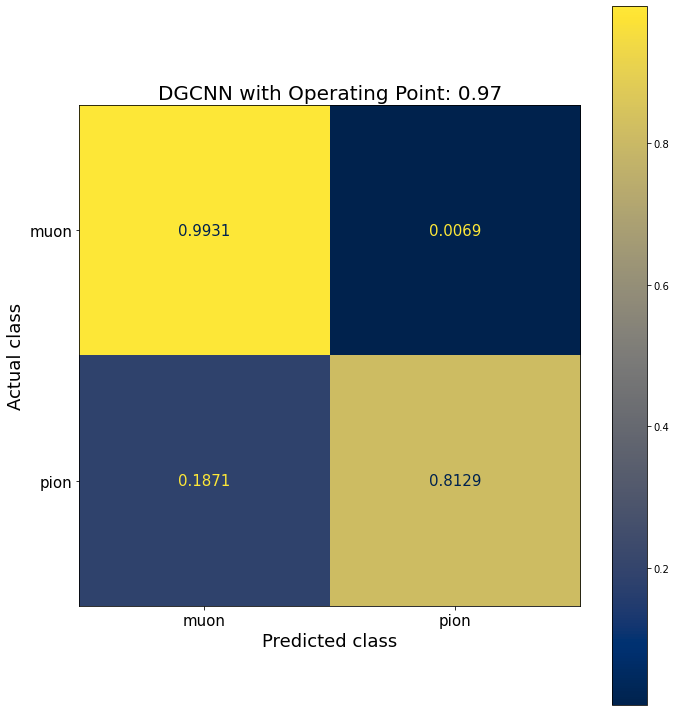 DGCNN with Operating Point: 0.97
Actual class
muon
0.9931
0.0069
pion
0.1871
0.8129
muon
pion
Predicted class
0.8
0.6
0.4
0.2